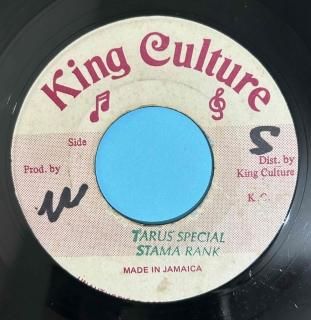 King Culture
Side
S
Prod. by
Dist. by
King Culture
K. C.
TARUS' SPECIAL
STAMA RANK
MADE IN JAMAICA